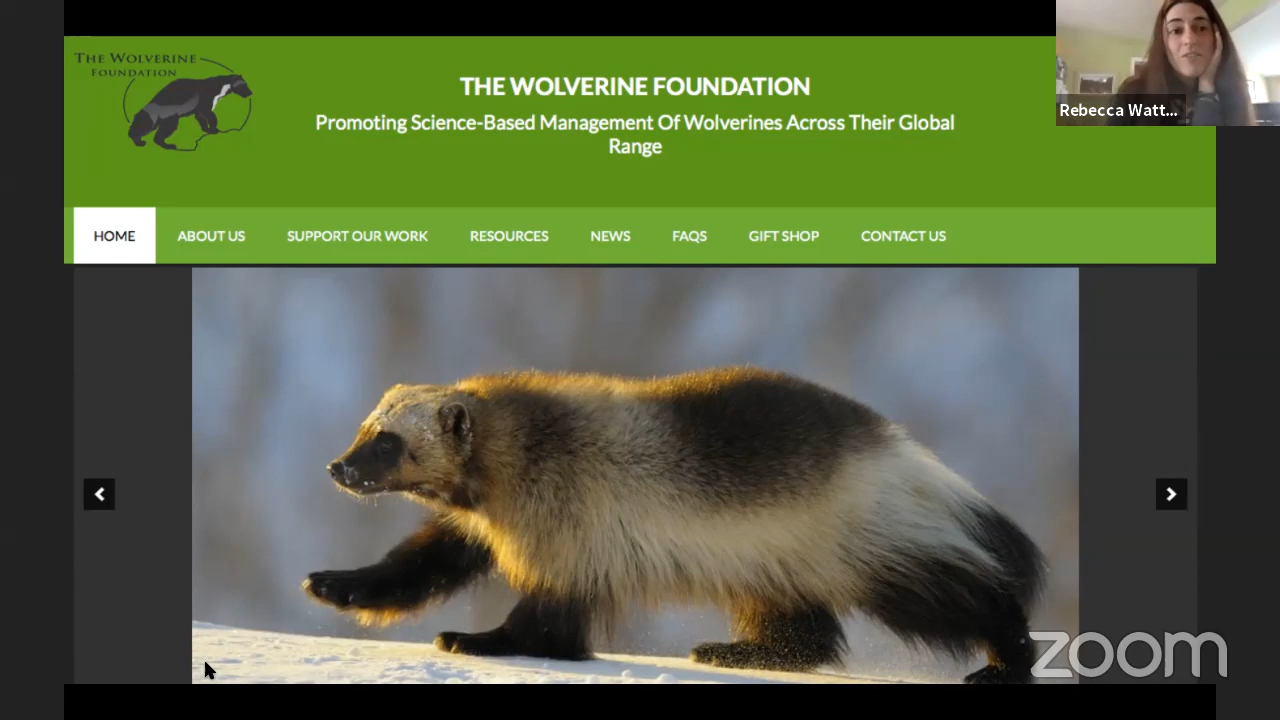 THE WOLVERINE
FOUNDATION
THE WOLVERINE FOUNDATION
Promoting Science-Based Management Of Wolverines Across Their Global
Range
Rebecca Watt...
HOME ABOUT US SUPPORT OUR WORK RESOURCES NEWS FAQS GIFT SHOP CONTACT US
zoom